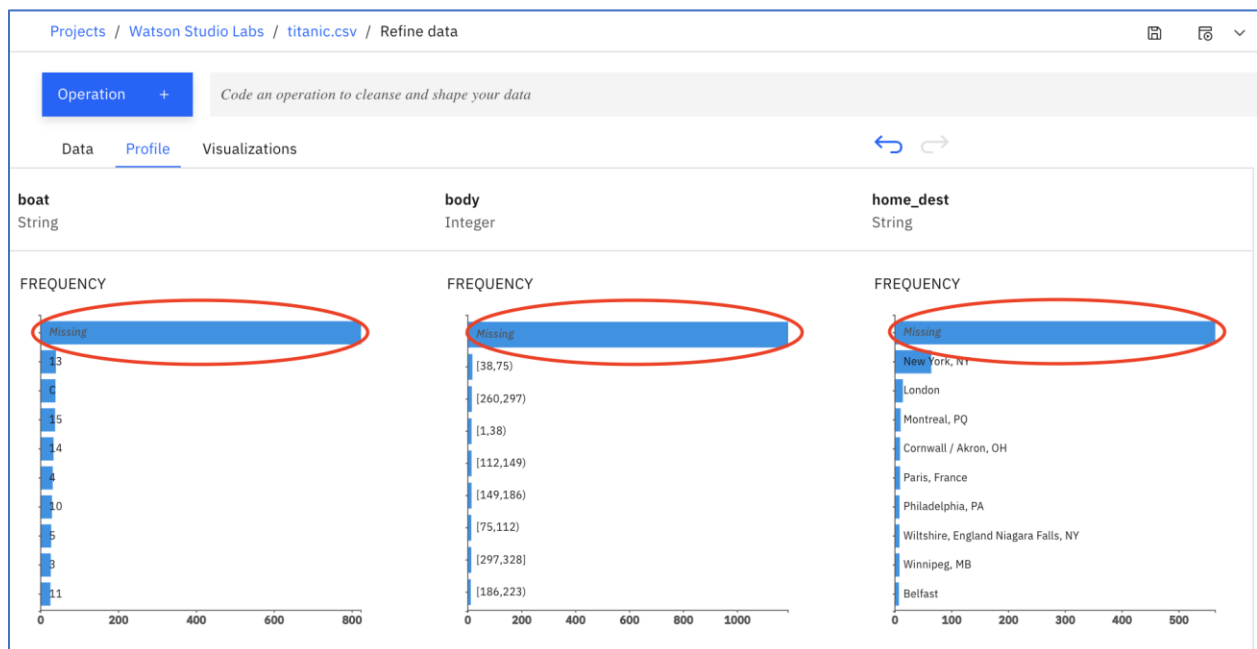 Projects / Watson Studio Labs / titanic.csv / Refine data
Operation + Code an operation to cleanse and shape your data
Data Profile Visualizations
boat
String
FREQUENCY
Missing
13
C
15
14
4
10
5
3
11
0 200 400 600 800
body
Integer
FREQUENCY
Missing
[38,75)
[260,297)
[1,38)
[112,149)
[149,186)
[75,112)
[297,328]
[186,223)
0 200 400 600 800 1000
home_dest
String
FREQUENCY
Missing
New York, NY
London
Montreal, PQ
Cornwall / Akron, OH
Paris, France
Philadelphia, PA
Wiltshire, England Niagara Falls, NY
Winnipeg, MB
Belfast
0 100 200 300 400 500